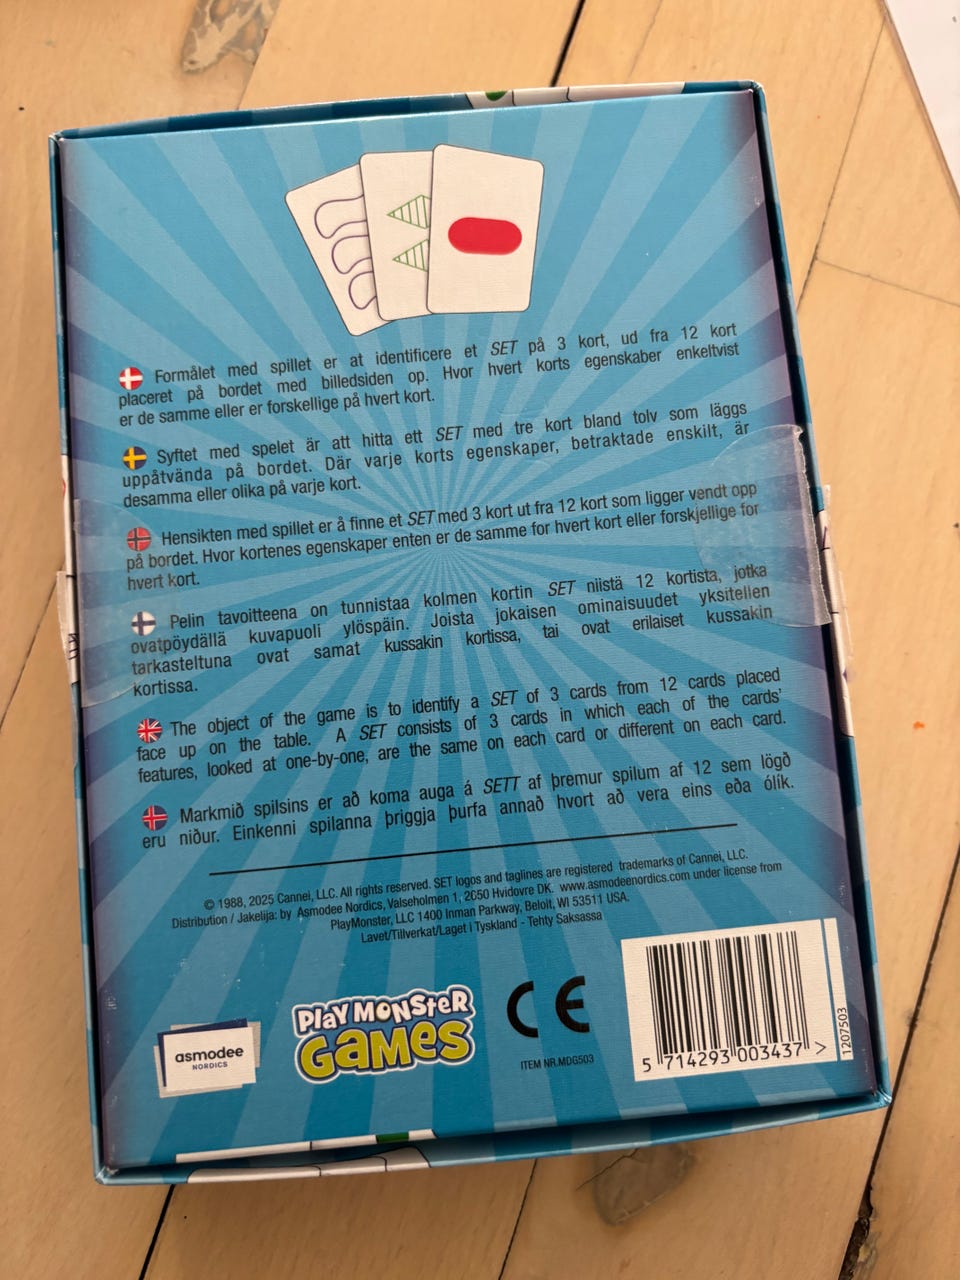 Formålet med spillet er at identificere et SET på 3 kort, ud fra 12 kort
placeret på bordet med billedsiden op. Hvor hvert korts egenskaber enkeltvist
er de samme eller er forskellige på hvert kort.
Syftet med spelet är att hitta ett SET med tre kort bland tolv som läggs
uppåtvända på bordet. Där varje korts egenskaper, betraktade enskilt, är
desamma eller olika på varje kort.
Hensikten med spillet er å finne et SET med 3 kort ut fra 12 kort som ligger vendt opp
på bordet. Hvor kortenes egenskaper enten er de samme for hvert kort eller forskjellige for
hvert kort.
Pelin tavoitteena on tunnistaa kolmen kortin SET niistä 12 kortista, jotka
ovatpöydällä kuvapuoli ylöspäin. Joista jokaisen ominaisuudet yksitellen
tarkasteltuna ovat samat kussakin kortissa, tai ovat erilaiset kussakin
kortissa.
The object of the game is to identify a SET of 3 cards from 12 cards placed
face up on the table. A SET consists of 3 cards in which each of the cards'
features, looked at one-by-one, are the same on each card or different on each card.
Markmið spilsins er að koma auga á SETT af þremur spilum af 12 sem lögð
eru niður. Einkenni spilanna þriggja þurfa annað hvort að vera eins eða ólík.
© 1988, 2025 Cannei, LLC. All rights reserved. SET logos and taglines are registered trademarks of Cannei, LLC.
Distribution / Jakelija: by Asmodee Nordics, Valseholmen 1, 2650 Hvidovre DK. www.asmodeenordics.com under license from
PlayMonster, LLC 1400 Inman Parkway, Beloit, WI 53511 USA.
Lavet/Tillverkat/Laget i Tyskland - Tehty Saksassa
asmodee
NORDICS
PLAYMONSTER
GAMES
CE
ITEM NR.MDG503
5 714293 003437 >
1207503